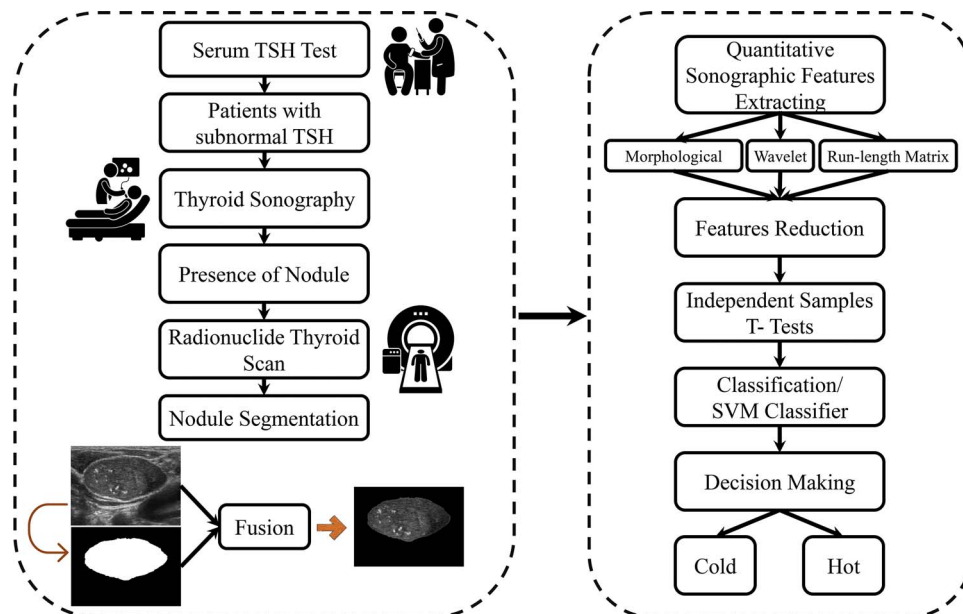 Serum TSH Test
Patients with
subnormal TSH
Thyroid Sonography
Presence of Nodule
Radionuclide Thyroid
Scan
Nodule Segmentation
Fusion
Quantitative
Sonographic Features
Extracting
Morphological
Wavelet
Run-length Matrix
Features Reduction
Independent Samples
T- Tests
Classification/
SVM Classifier
Decision Making
Cold
Hot